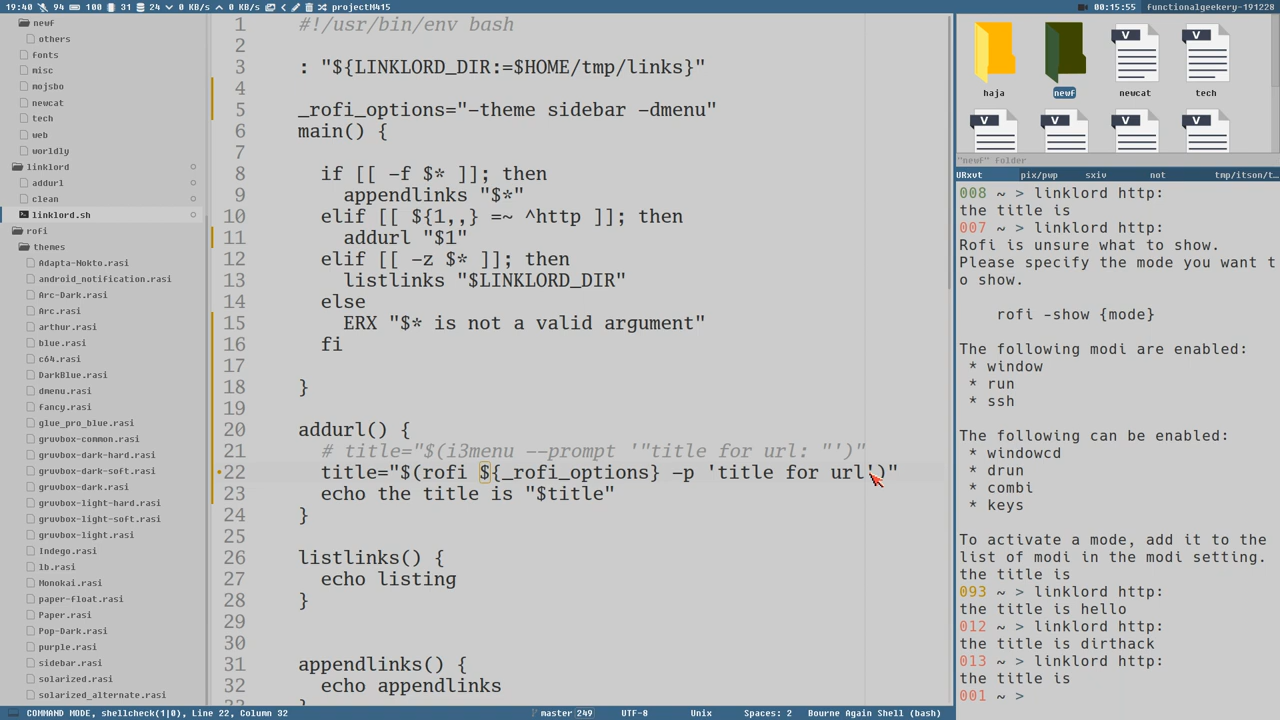 19:40 94 100 31 24 0 KB/s 0 KB/s projectM415
00:15:55 functionalgeekery-191228
newf
others
fonts
misc
mojsbo
newcat
tech
web
worldly
linklord
addurl
clean
linklord.sh
rofi
themes
Adapta-Nokto.rasi
android_notification.rasi
Arc-Dark.rasi
Arc.rasi
arthur.rasi
blue.rasi
c64.rasi
DarkBlue.rasi
dmenu.rasi
fancy.rasi
glue_pro_blue.rasi
gruvbox-common.rasi
gruvbox-dark-hard.rasi
gruvbox-dark-soft.rasi
gruvbox-dark.rasi
gruvbox-light-hard.rasi
gruvbox-light-soft.rasi
gruvbox-light.rasi
Indego.rasi
lb.rasi
Monokai.rasi
paper-float.rasi
Paper.rasi
Pop-Dark.rasi
purple.rasi
sidebar.rasi
solarized.rasi
solarized_alternate.rasi
1 #!/usr/bin/env bash
2
3 : "${LINKLORD_DIR:=$HOME/tmp/links}"
4
5 _rofi_options="-theme sidebar -dmenu"
6 main() {
7
8 if [[ -f $* ]]; then
9 appendlinks "$*"
10 elif [[ ${1,,} =~ ^http ]]; then
11 addurl "$1"
12 elif [[ -z $* ]]; then
13 listlinks "$LINKLORD_DIR"
14 else
15 ERX "$* is not a valid argument"
16 fi
17
18 }
19
20 addurl() {
21 # title="$(i3menu --prompt '"title for url: "')"
22 title="$(rofi ${_rofi_options} -p 'title for url')"
23 echo the title is "$title"
24 }
25
26 listlinks() {
27 echo listing
28 }
29
30
31 appendlinks() {
32 echo appendlinks
33 }
haja newf newcat tech
"newf" folder
URxvt pix/pwp sxiv not tmp/itson/t...
008 ~ > linklord http:
the title is
007 ~ > linklord http:
Rofi is unsure what to show.
Please specify the mode you want t
o show.
rofi -show {mode}
The following modi are enabled:
* window
* run
* ssh
The following can be enabled:
* windowcd
* drun
* combi
* keys
To activate a mode, add it to the
list of modi in the modi setting.
the title is
093 ~ > linklord http:
the title is hello
012 ~ > linklord http:
the title is dirthack
013 ~ > linklord http:
the title is
001 ~ >
COMMAND MODE, shellcheck(1|0), Line 22, Column 32 master 249 UTF-8 Unix Spaces: 2 Bourne Again Shell (bash)